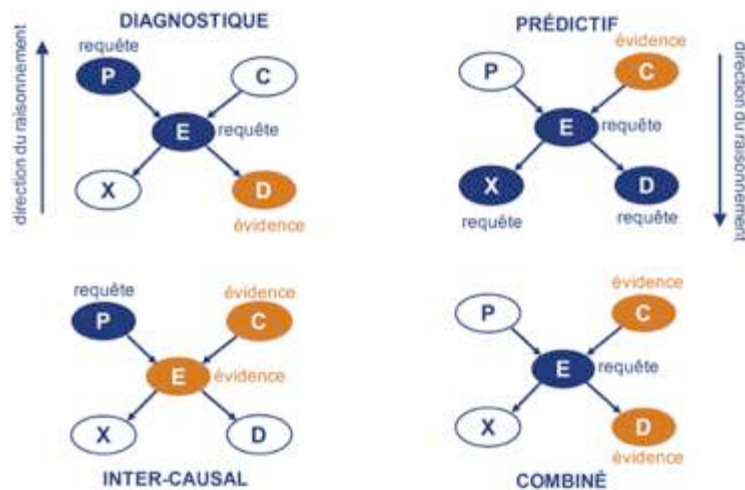 DIAGNOSTIQUE
requête
P
C
E
requête
X
D
évidence
direction du raisonnement
PRÉDICTIF
évidence
P
C
E
requête
X
D
requête
requête
direction du raisonnement
requête
évidence
P
C
E
évidence
X
D
INTER-CAUSAL
évidence
P
C
E
requête
X
D
évidence
COMBINÉ